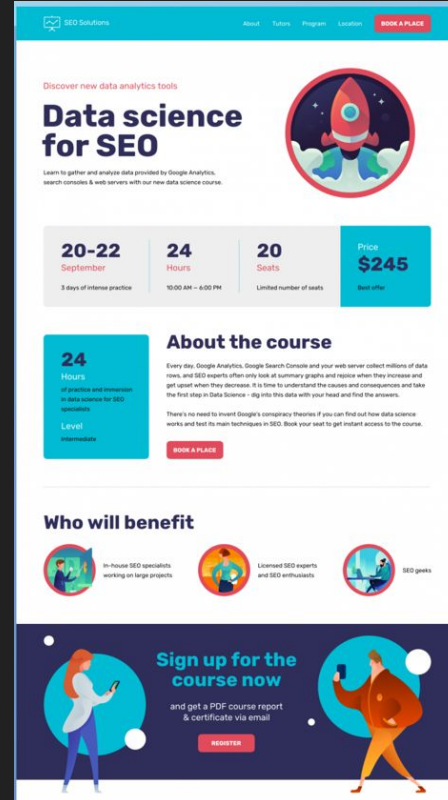 SEO Solutions
About Tutors Program Location BOOK A PLACE
Discover new data analytics tools
Data science
for SEO
Learn to gather and analyze data provided by Google Analytics,
search consoles & web servers with our new data science course.
20-22
September
3 days of intense practice
24
Hours
10:00 AM – 6:00 PM
20
Seats
Limited number of seats
Price
$245
Best offer
24
Hours
of practice and immersion
in data science for SEO
specialists
Level
Intermediate
About the course
Every day, Google Analytics, Google Search Console and your web server collect millions of data
rows, and SEO experts often only look at summary graphs and rejoice when they increase and
get upset when they decrease. It is time to understand the causes and consequences and take
the first step in Data Science - dig into this data with your head and find the answers.
There's no need to invent Google's conspiracy theories if you can find out how data science
works and test its main techniques in SEO. Book your seat to get instant access to the course.
BOOK A PLACE
Who will benefit
In-house SEO specialists
working on large projects
Licensed SEO experts
and SEO enthusiasts
SEO geeks
Sign up for the
course now
and get a PDF course report
& certificate via email
REGISTER